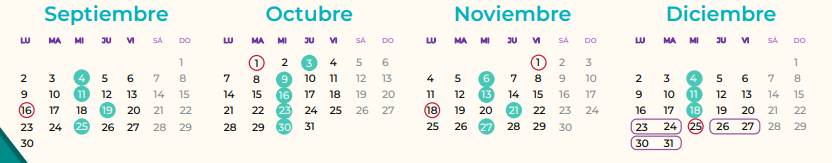 Septiembre
LU MA MI JU VI SÁ DO
1
2 3 4 5 6 7 8
9 10 11 12 13 14 15
16 17 18 19 20 21 22
23 24 25 26 27 28 29
30
Octubre
LU MA MI JU VI SÁ DO
1 2 3 4 5 6
7 8 9 10 11 12 13
14 15 16 17 18 19 20
21 22 23 24 25 26 27
28 29 30 31
Noviembre
LU MA MI JU VI SÁ DO
1 2 3
4 5 6 7 8 9 10
11 12 13 14 15 16 17
18 19 20 21 22 23 24
25 26 27 28 29 30
Diciembre
LU MA MI JU VI SÁ DO
1
2 3 4 5 6 7 8
9 10 11 12 13 14 15
16 17 18 19 20 21 22
23 24 25 26 27 28 29
30 31